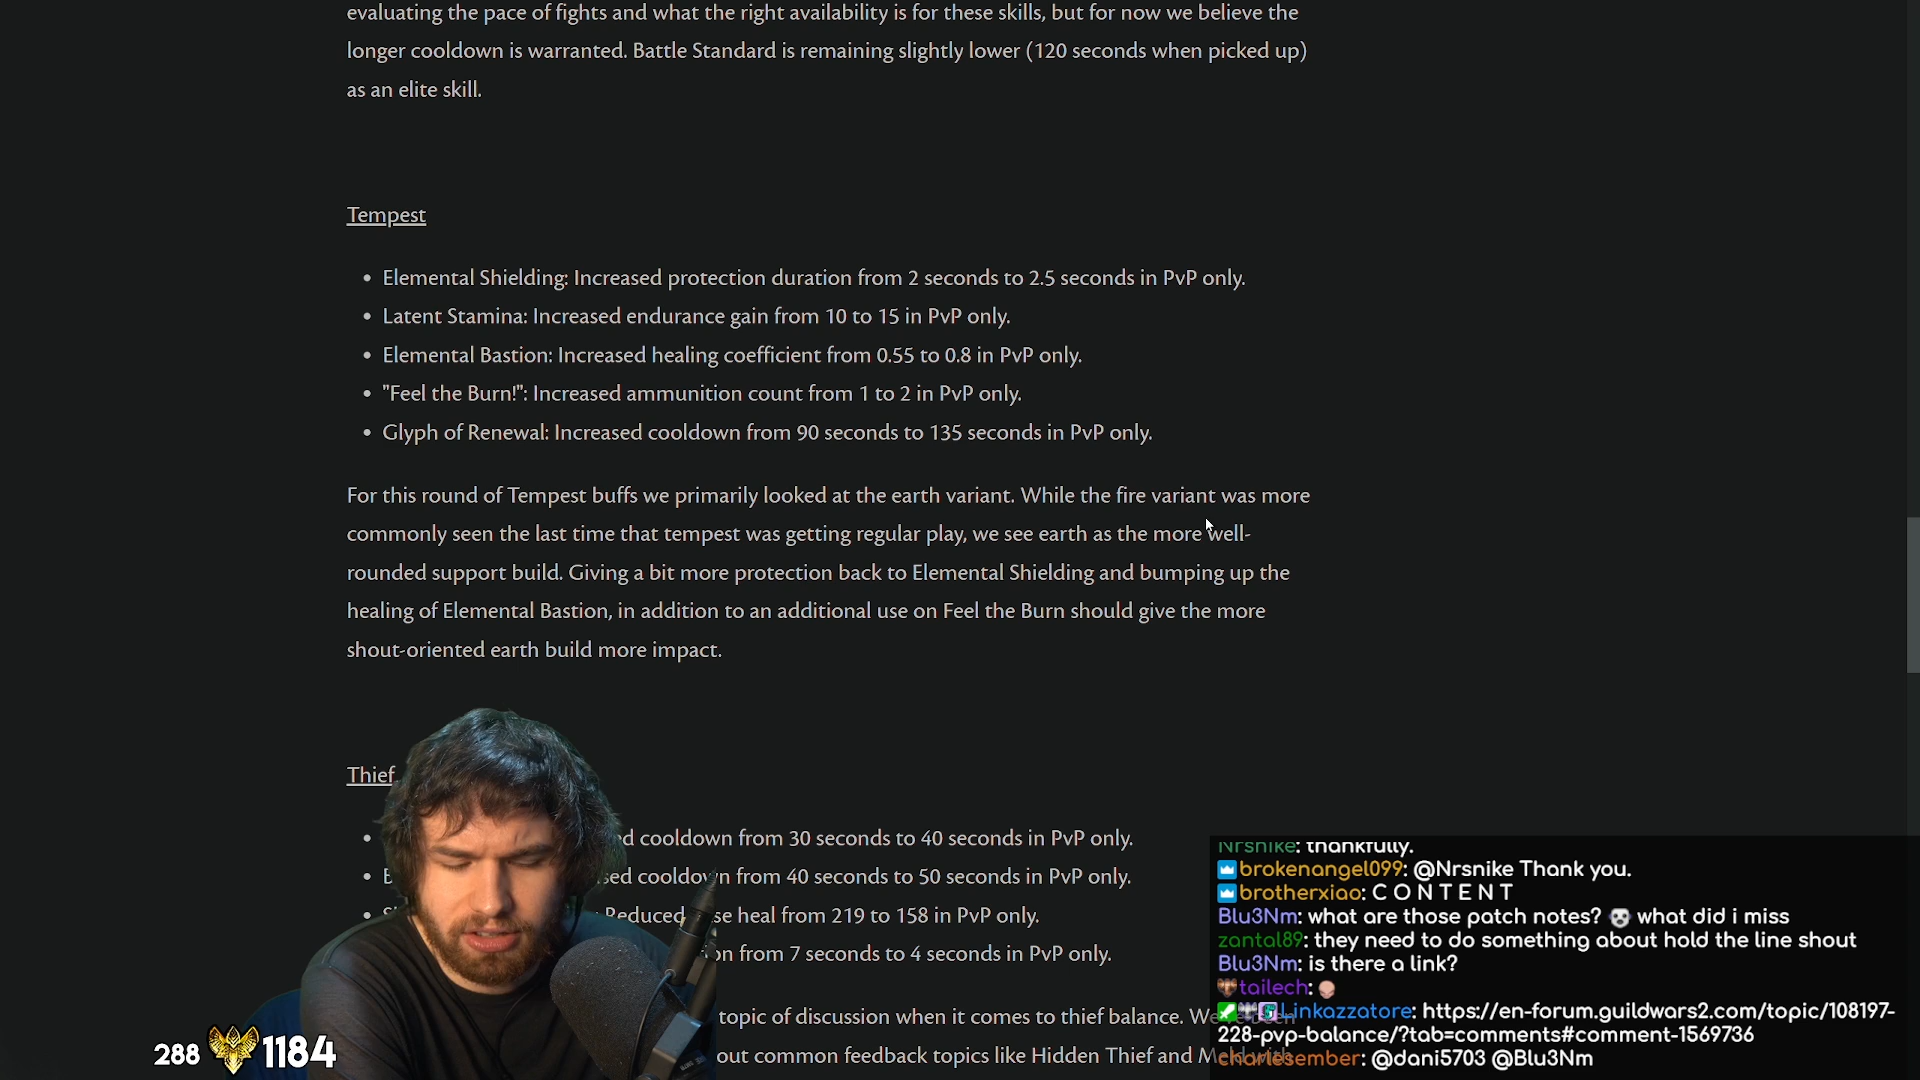 evaluating the pace of fights and what the right availability is for these skills, but for now we believe the
longer cooldown is warranted. Battle Standard is remaining slightly lower (120 seconds when picked up)
as an elite skill.
Tempest
• Elemental Shielding: Increased protection duration from 2 seconds to 2.5 seconds in PvP only.
• Latent Stamina: Increased endurance gain from 10 to 15 in PvP only.
• Elemental Bastion: Increased healing coefficient from 0.55 to 0.8 in PvP only.
• "Feel the Burn!": Increased ammunition count from 1 to 2 in PvP only.
• Glyph of Renewal: Increased cooldown from 90 seconds to 135 seconds in PvP only.
For this round of Tempest buffs we primarily looked at the earth variant. While the fire variant was more
commonly seen the last time that tempest was getting regular play, we see earth as the more well-
rounded support build. Giving a bit more protection back to Elemental Shielding and bumping up the
healing of Elemental Bastion, in addition to an additional use on Feel the Burn should give the more
shout-oriented earth build more impact.
Thief
cooldown from 30 seconds to 40 seconds in PvP only.
cooldown from 40 seconds to 50 seconds in PvP only.
Reduced heal from 219 to 158 in PvP only.
from 7 seconds to 4 seconds in PvP only.
topic of discussion when it comes to thief balance.
out common feedback topics like Hidden Thief and
Nrsnike: thankfully.
brokenangel099: @Nrsnike Thank you.
brotherxiao: C O N T E N T
Blu3Nm: what are those patch notes? what did i miss
zantal89: they need to do something about hold the line shout
Blu3Nm: is there a link?
tailech:
Linkazzatore: https://en-forum.guildwars2.com/topic/108197-
228-pvp-balance/?tab=comments#comment-1569736
charlesember: @dani5703 @Blu3Nm
288 1184